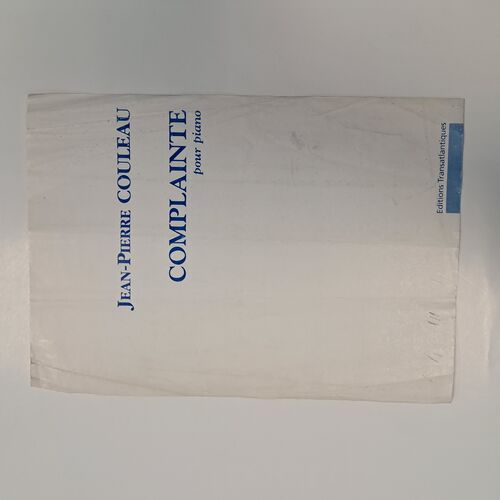 JEAN-PIERRE COULEAU
COMPLAINTE
pour piano
Editions Transatlantiques